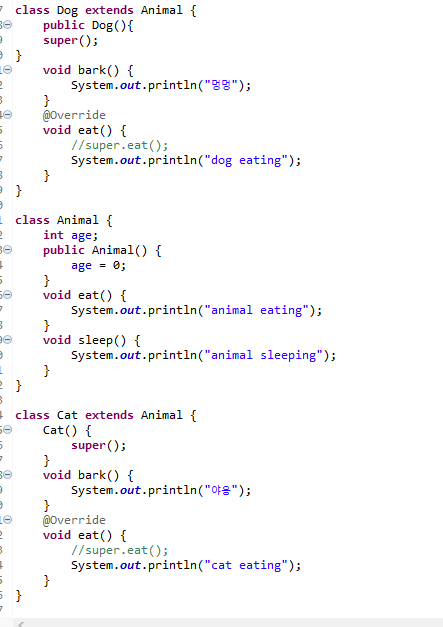 class Dog extends Animal {
    public Dog(){
    super();
}
    void bark() {
        System.out.println("멍멍");
    }
    @Override
    void eat() {
        //super.eat();
        System.out.println("dog eating");
    }
}
class Animal {
    int age;
    public Animal() {
        age = 0;
    }
    void eat() {
        System.out.println("animal eating");
    }
    void sleep() {
        System.out.println("animal sleeping");
    }
}
class Cat extends Animal {
    Cat() {
        super();
    }
    void bark() {
        System.out.println("야옹");
    }
    @Override
    void eat() {
        //super.eat();
        System.out.println("cat eating");
    }
}